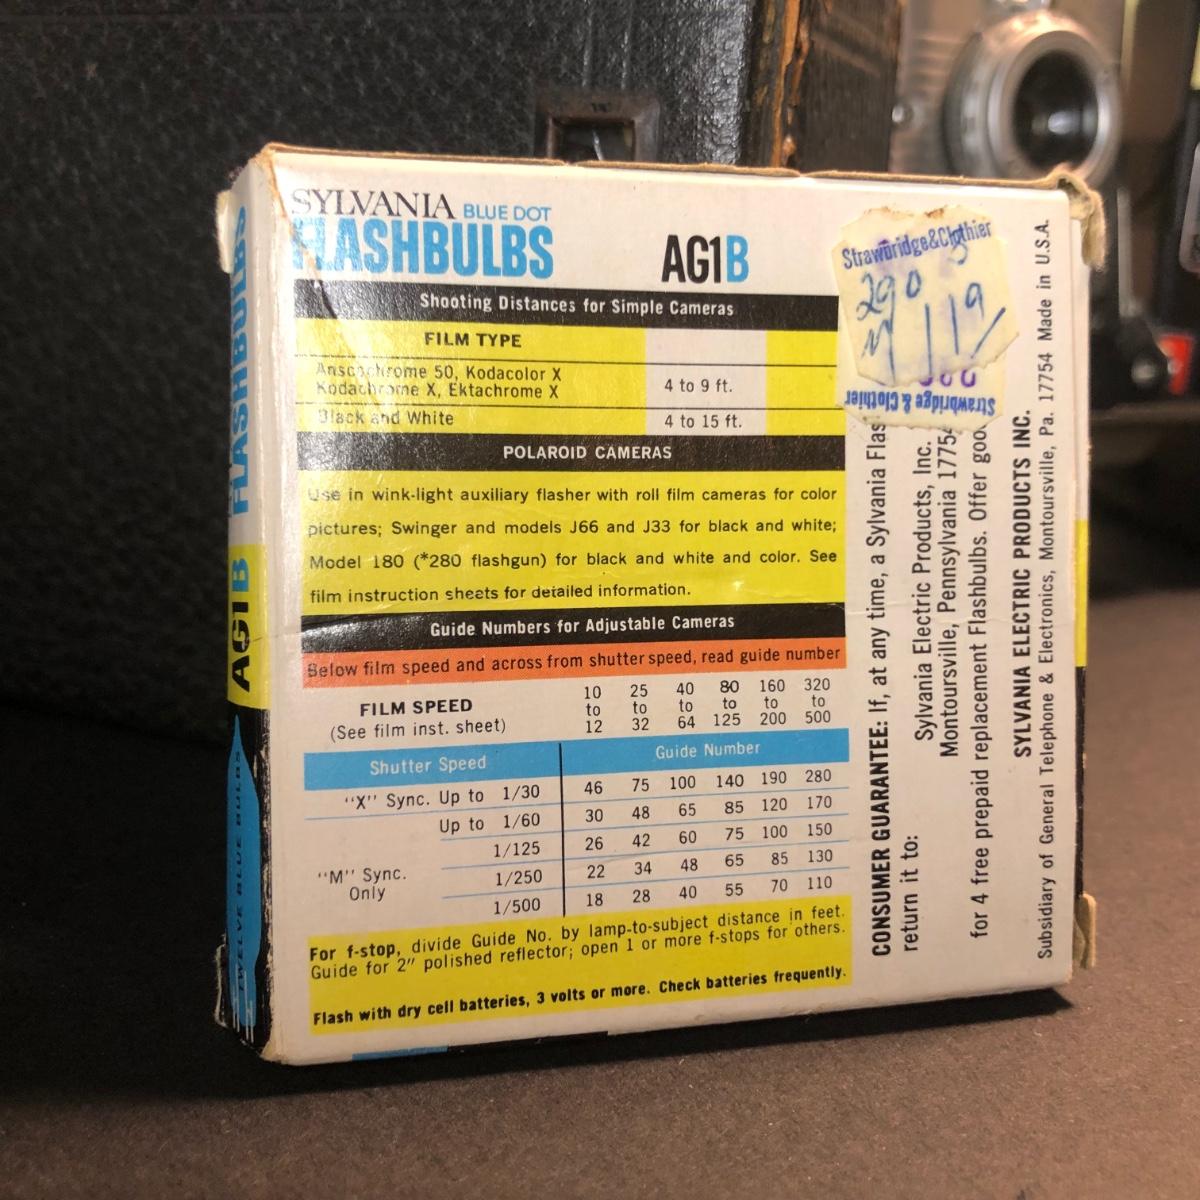 SYLVANIA BLUE DOT
FLASHBULBS
AG1B
Shooting Distances for Simple Cameras
FILM TYPE
Anscochrome 50, Kodacolor X
Kodachrome X, Ektachrome X
4 to 9 ft.
Black and White
4 to 15 ft.
POLAROID CAMERAS
Use in wink-light auxiliary flasher with roll film cameras for color
pictures; Swinger and models J66 and J33 for black and white;
Model 180 (*280 flashgun) for black and white and color. See
film instruction sheets for detailed information.
Guide Numbers for Adjustable Cameras
Below film speed and across from shutter speed, read guide number
FILM SPEED
(See film inst. sheet)
10 to 12
25 to 32
40 to 64
80 to 125
160 to 200
320 to 500
Shutter Speed Guide Number
"X" Sync. Up to 1/30 46 75 100 140 190 280
Up to 1/60 30 48 65 85 120 170
1/125 26 42 60 75 100 150
"M" Sync.
Only
1/250 22 34 48 65 85 130
1/500 18 28 40 55 70 110
For f-stop, divide Guide No. by lamp-to-subject distance in feet.
Guide for 2" polished reflector; open 1 or more f-stops for others.
Flash with dry cell batteries, 3 volts or more. Check batteries frequently.
CONSUMER GUARANTEE: If, at any time, a Sylvania Flas
return it to:
Sylvania Electric Products, Inc.
Montoursville, Pennsylvania 17754
for 4 free prepaid replacement Flashbulbs. Offer goo
SYLVANIA ELECTRIC PRODUCTS INC.
Subsidiary of General Telephone & Electronics, Montoursville, Pa. 17754 Made in U.S.A.
Strawbridge&Clothier
290
119
Strawbridge & Clothier
FLASHBULBS
AG1B
TWELVE BLUE BULBS